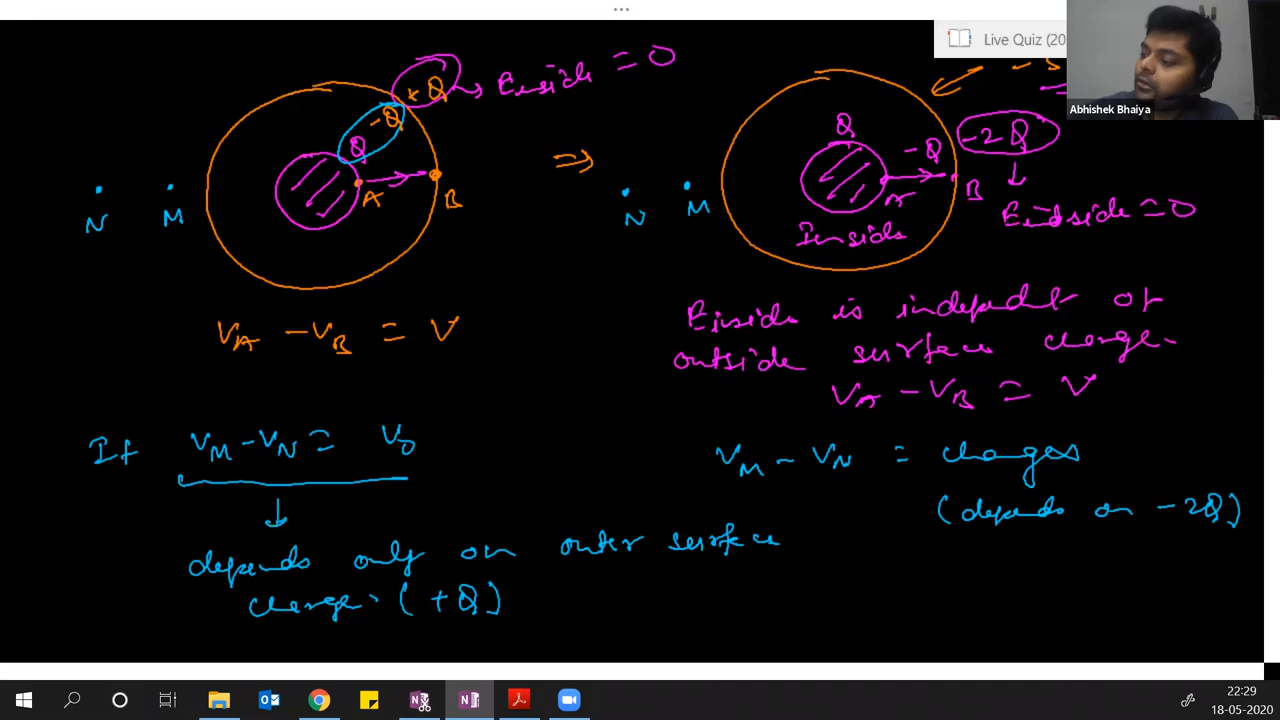 Live Quiz (20
Abhishek Bhaiya
+Q → Einside = 0
-Q
Q
A
B
N
M
⇒
Q
-Q
-2Q
A
B
N
M
Inside
Eindside = 0
VA - VB = V
Einside is independt of
outside surface charge.
VA - VB = V
If VM - VN = V0
VM - VN = changes
(depends on -2Q)
depends only on outer surface
charge. (+Q)
22:29
18-05-2020